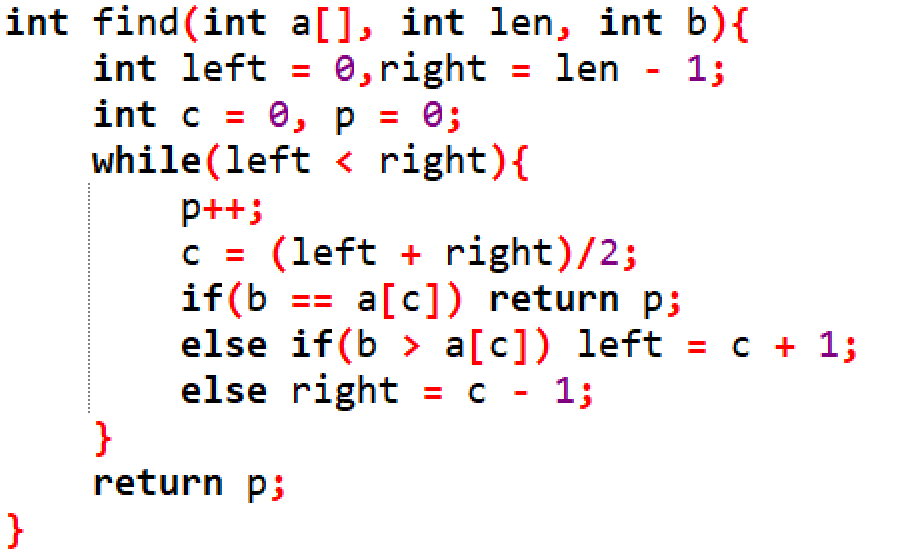 int find(int a[], int len, int b){
    int left = 0,right = len - 1;
    int c = 0, p = 0;
    while(left < right){
        p++;
        c = (left + right)/2;
        if(b == a[c]) return p;
        else if(b > a[c]) left = c + 1;
        else right = c - 1;
    }
    return p;
}